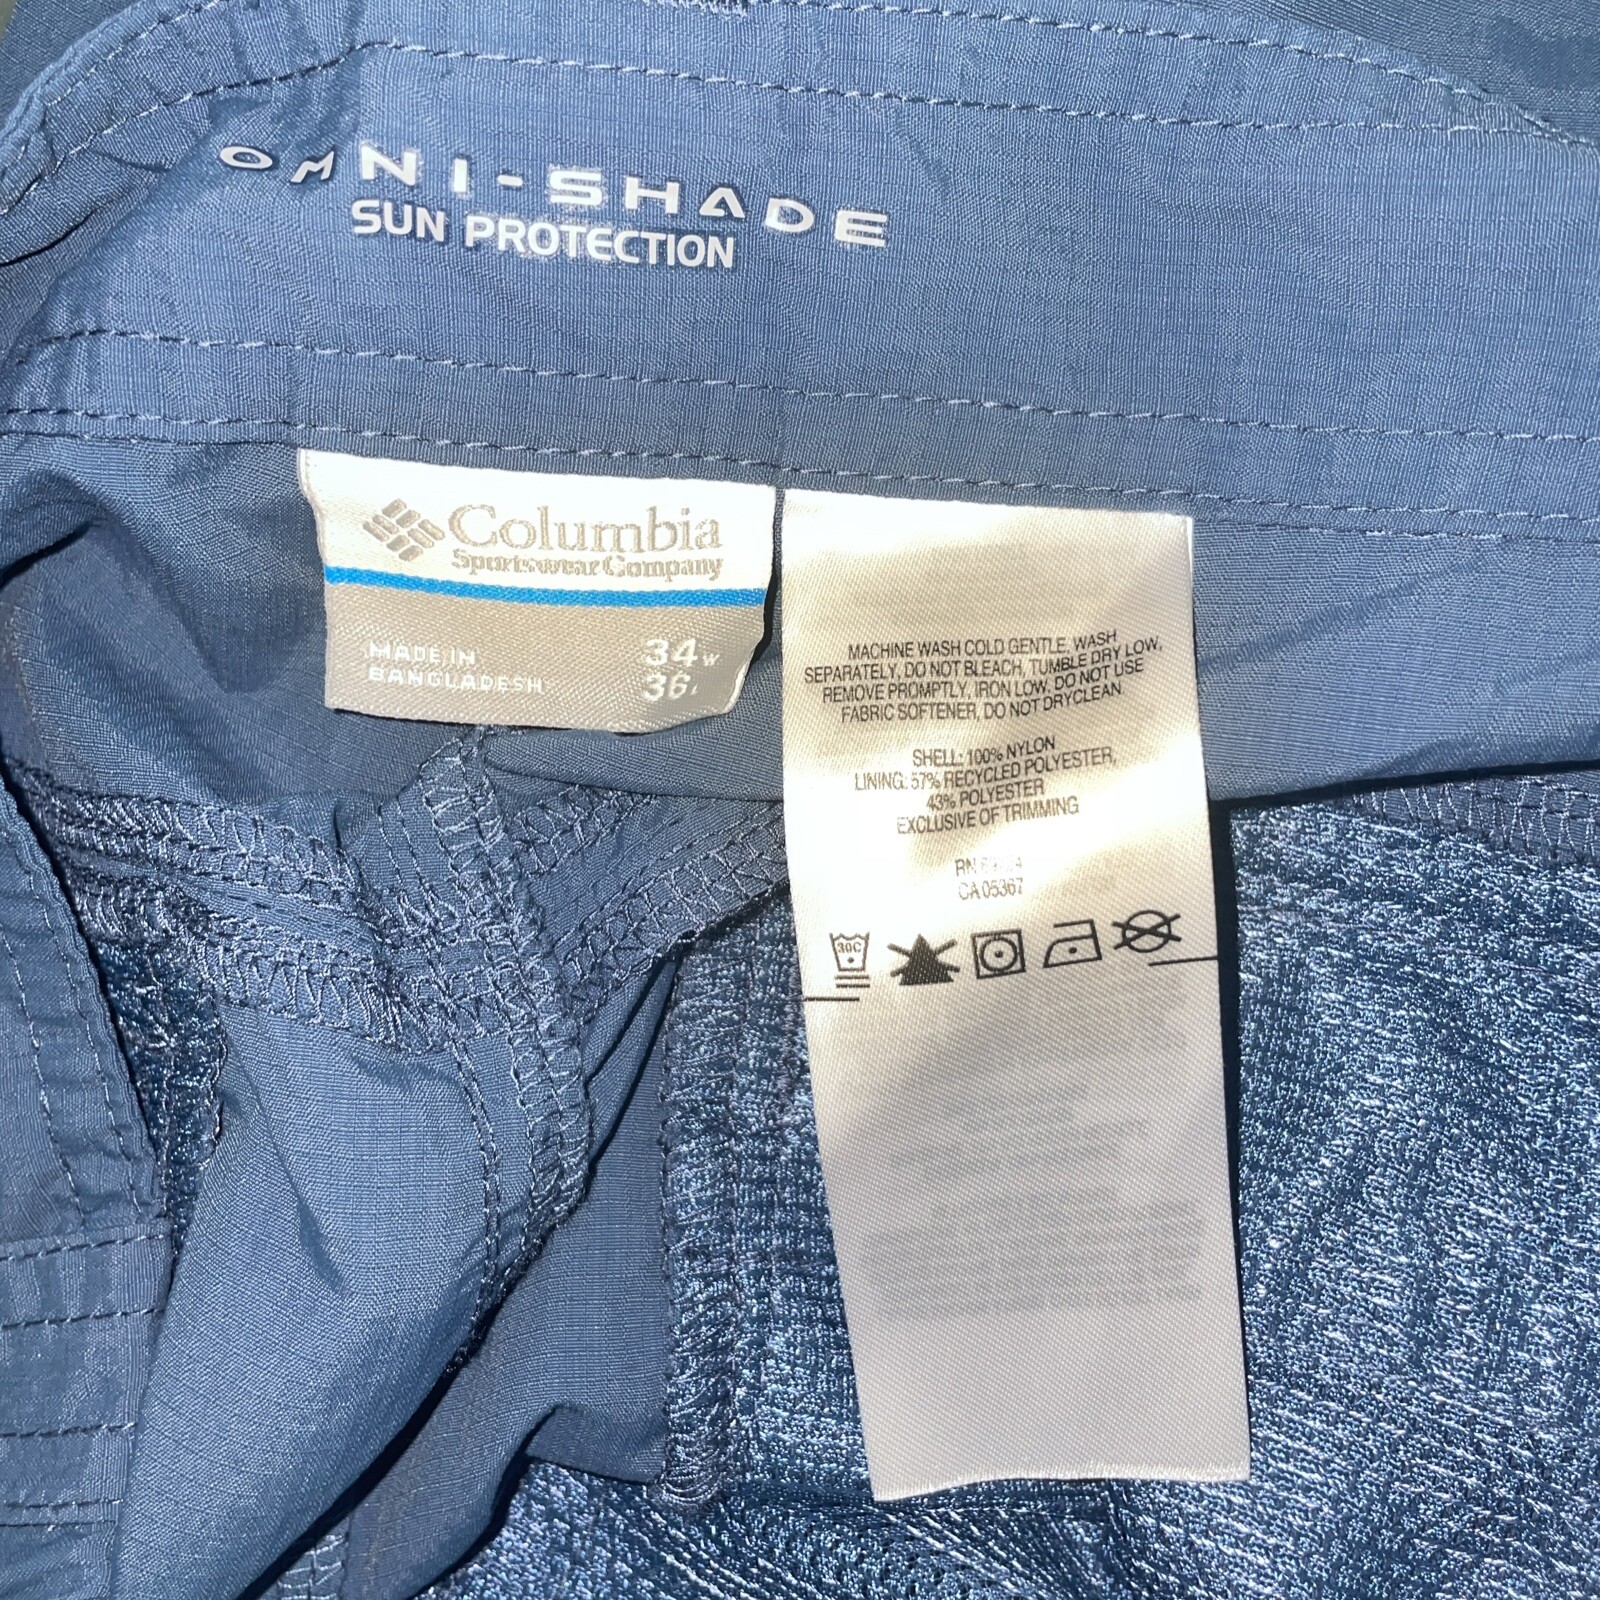 OMNI-SHADE
SUN PROTECTION
Columbia
Sportswear Company
MADE IN
BANGLADESH
34W
36L
MACHINE WASH COLD GENTLE, WASH
SEPARATELY, DO NOT BLEACH, TUMBLE DRY LOW,
REMOVE PROMPTLY, IRON LOW, DO NOT USE
FABRIC SOFTENER, DO NOT DRYCLEAN
SHELL: 100% NYLON
LINING: 57% RECYCLED POLYESTER,
43% POLYESTER
EXCLUSIVE OF TRIMMING
RN
CA 05367
30C